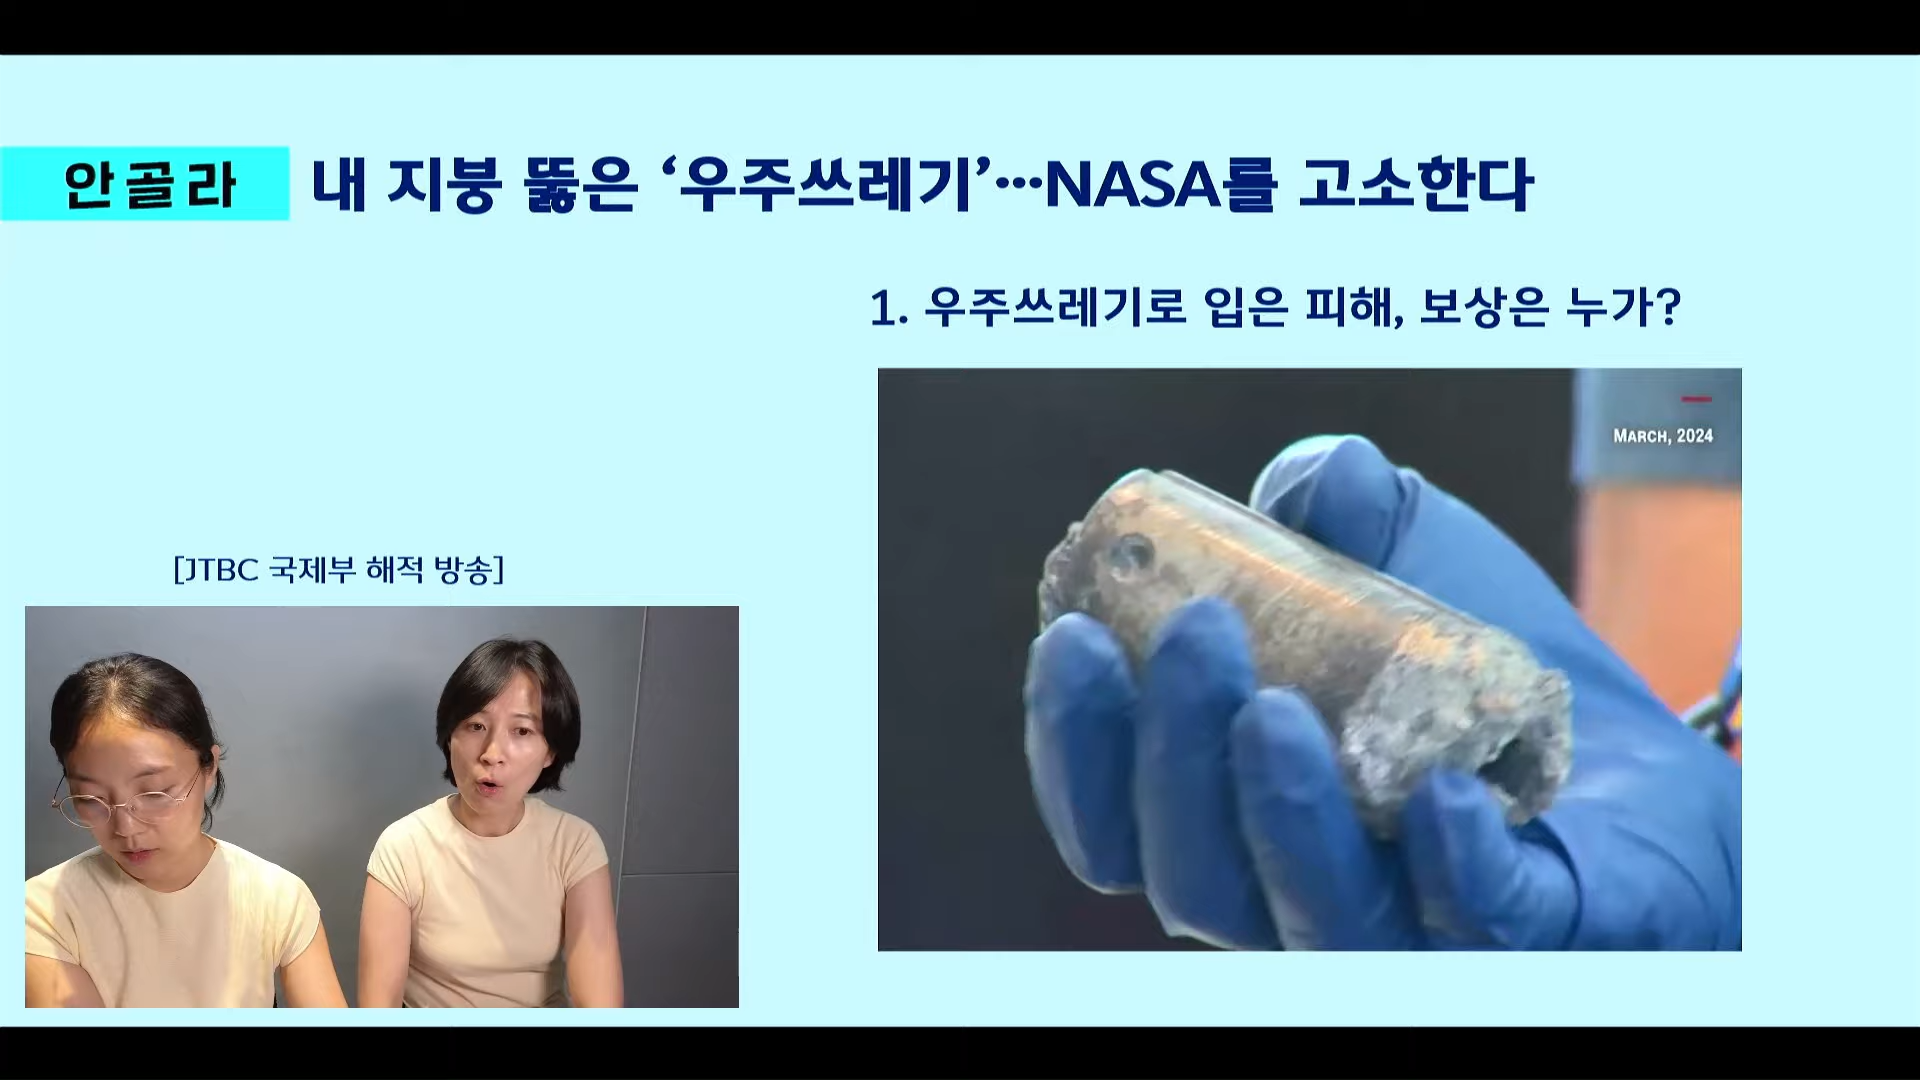 안골라
내 지붕 뚫은 ‘우주쓰레기’…NASA를 고소한다
1. 우주쓰레기로 입은 피해, 보상은 누가?
MARCH, 2024
[JTBC 국제부 해적 방송]